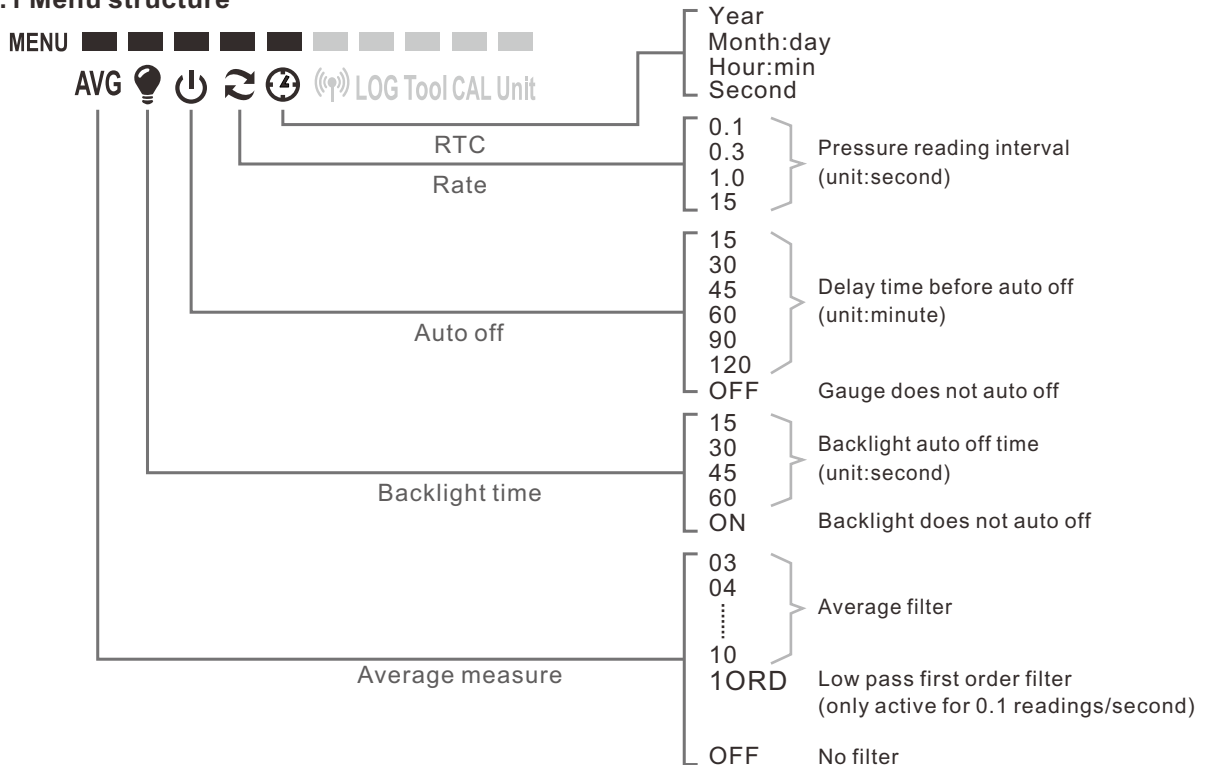 .1 Menu structure
MENU
AVG LOG Tool CAL Unit
Year
Month:day
Hour:min
Second
RTC
0.1
0.3
1.0
15
Pressure reading interval
(unit:second)
Rate
15
30
45
60
90
120
Delay time before auto off
(unit:minute)
OFF Gauge does not auto off
Auto off
15
30
45
60
Backlight auto off time
(unit:second)
ON Backlight does not auto off
Backlight time
03
04
10
Average filter
1ORD Low pass first order filter
(only active for 0.1 readings/second)
OFF No filter
Average measure